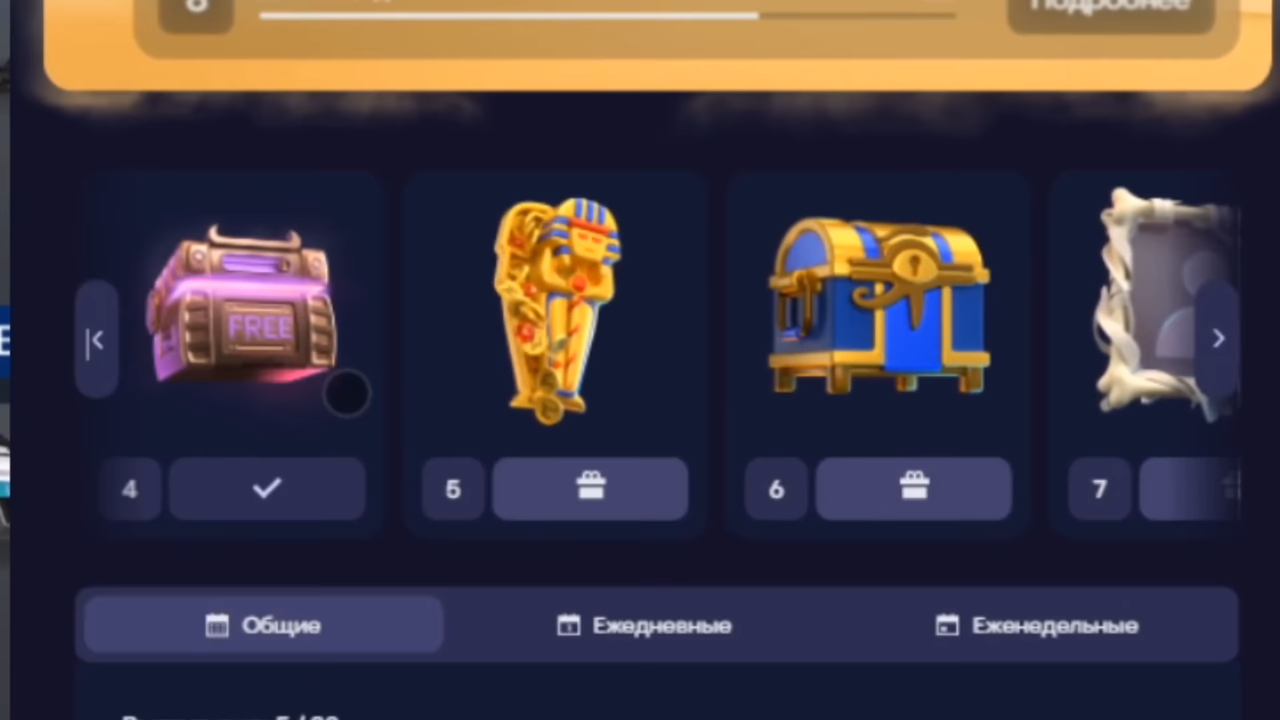 Подробнее
FREE
4
5
6
7
Общие
Ежедневные
Еженедельные